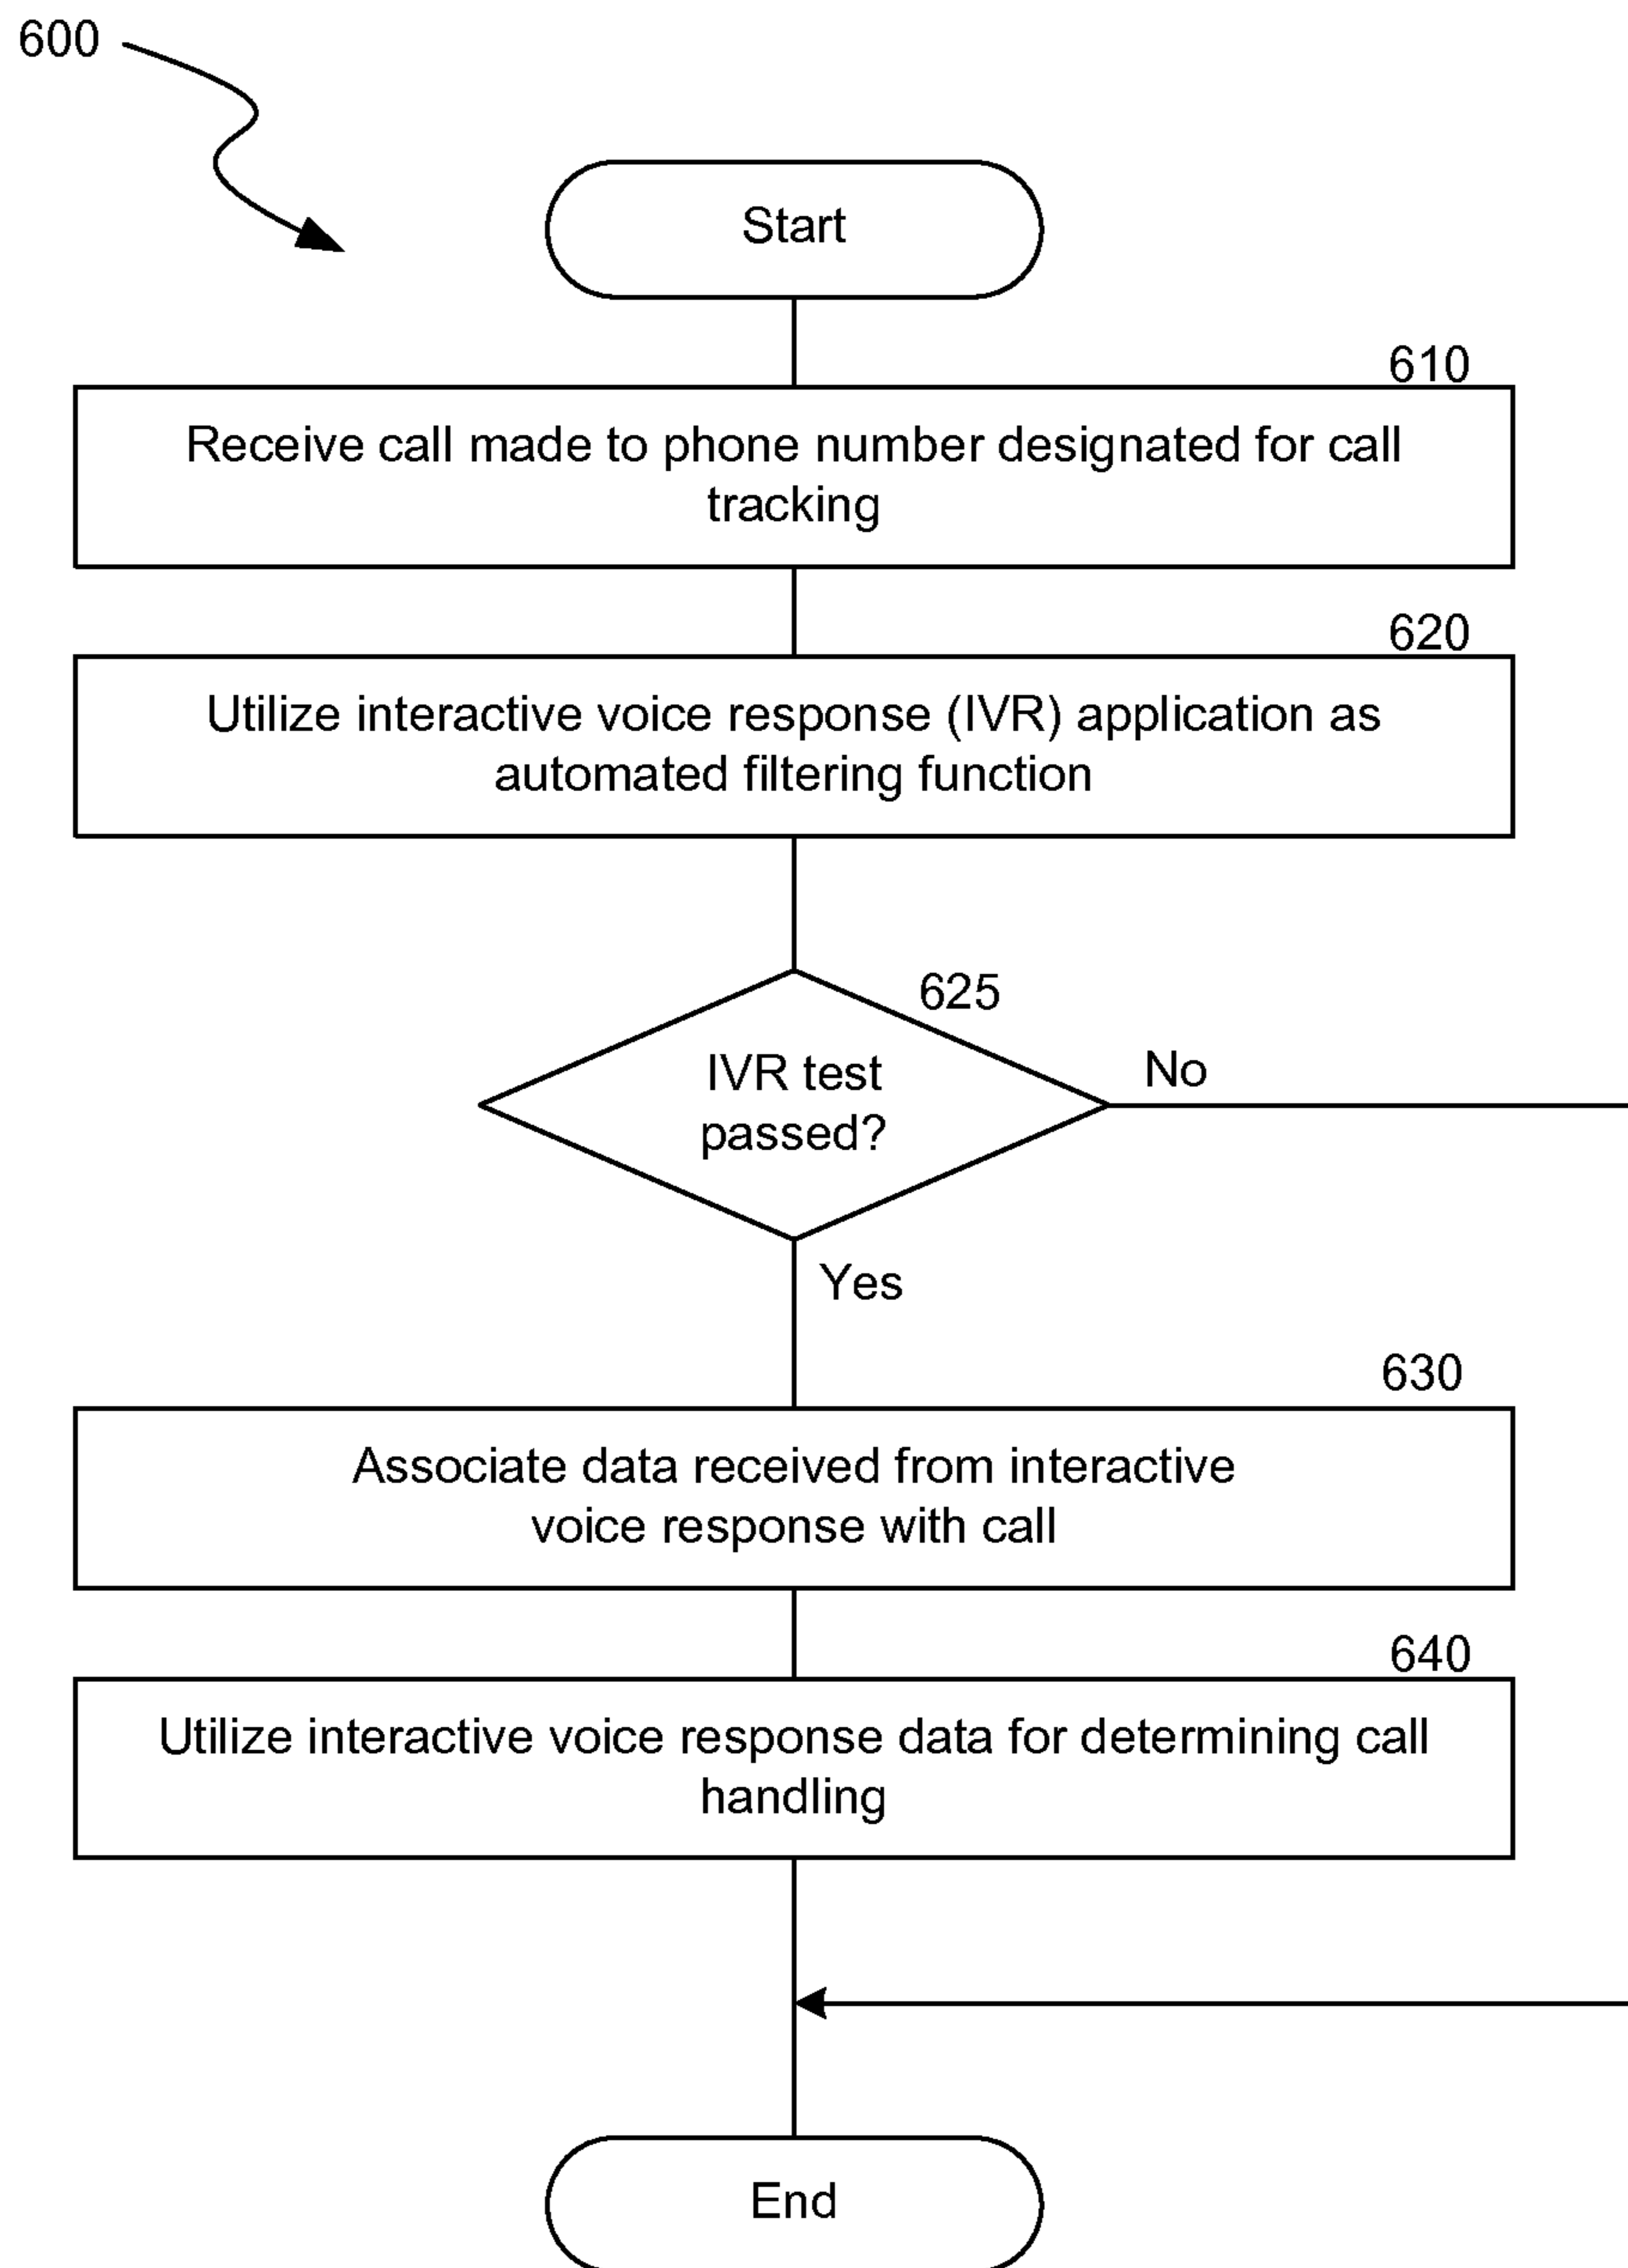 600
Start
610
Receive call made to phone number designated for call
tracking
620
Utilize interactive voice response (IVR) application as
automated filtering function
625
IVR test
passed?
No
Yes
630
Associate data received from interactive
voice response with call
640
Utilize interactive voice response data for determining call
handling
End